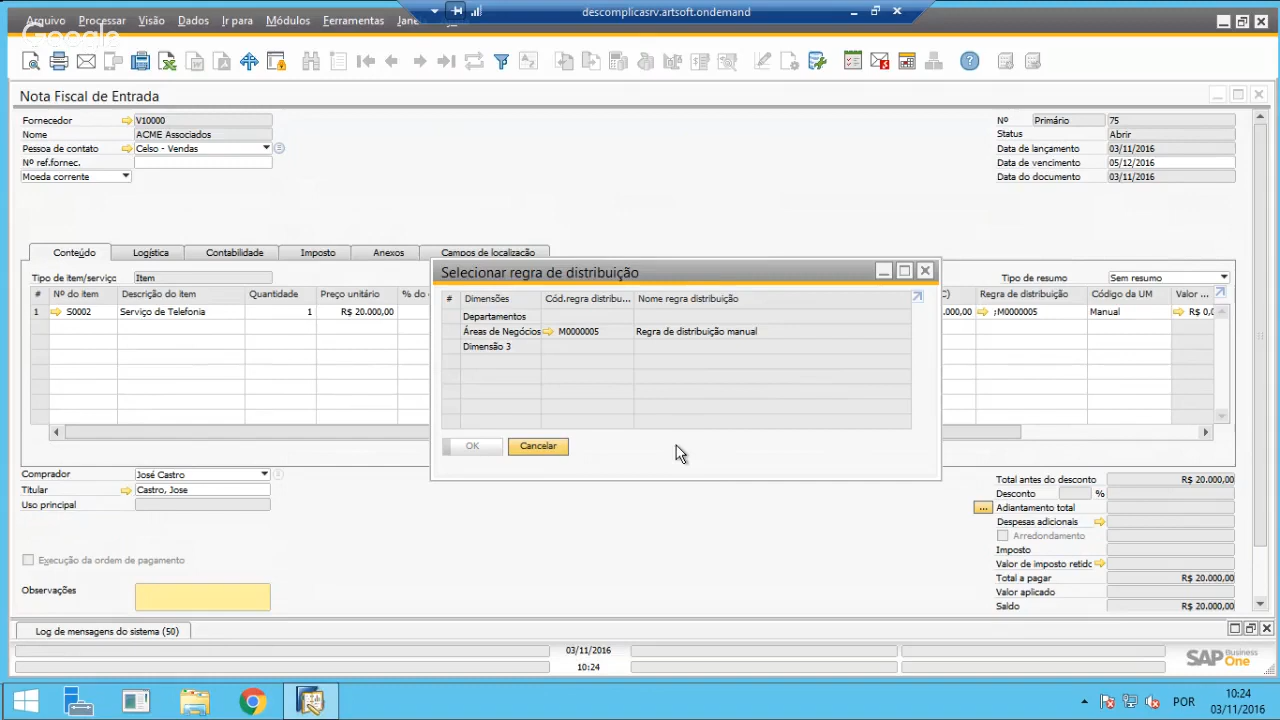 descomplicasrv.artsoft.ondemand
Arquivo Processar Visão Dados Ir para Módulos Ferramentas
Google
Nota Fiscal de Entrada
Fornecedor V10000
Nome ACME Associados
Pessoa de contato Celso - Vendas
Nº ref.fornec.
Moeda corrente
Nº Primário 75
Status Abrir
Data de lançamento 03/11/2016
Data de vencimento 05/12/2016
Data do documento 03/11/2016
Conteúdo Logística Contabilidade Imposto Anexos Campos de localização
Tipo de item/serviço Item
Tipo de resumo Sem resumo
# Nº do item Descrição do item Quantidade Preço unitário Regra de distribuição Código da UM Valor ...
1 S0002 Serviço de Telefonia 1 R$ 20.000,00 ;M0000005 Manual
Selecionar regra de distribuição
# Dimensões Cód.regra distribu... Nome regra distribuição
Departamentos
Áreas de Negócios M0000005 Regra de distribuição manual
Dimensão 3
OK Cancelar
Comprador José Castro
Titular Castro, Jose
Uso principal
Execução da ordem de pagamento
Observações
Total antes do desconto R$ 20.000,00
Desconto %
... Adiantamento total
Despesas adicionais
Arredondamento
Imposto
Valor de imposto retidc
Total a pagar R$ 20.000,00
Valor aplicado
Saldo R$ 20.000,00
Log de mensagens do sistema (50)
03/11/2016
10:24
SAP Business One
POR
10:24
03/11/2016